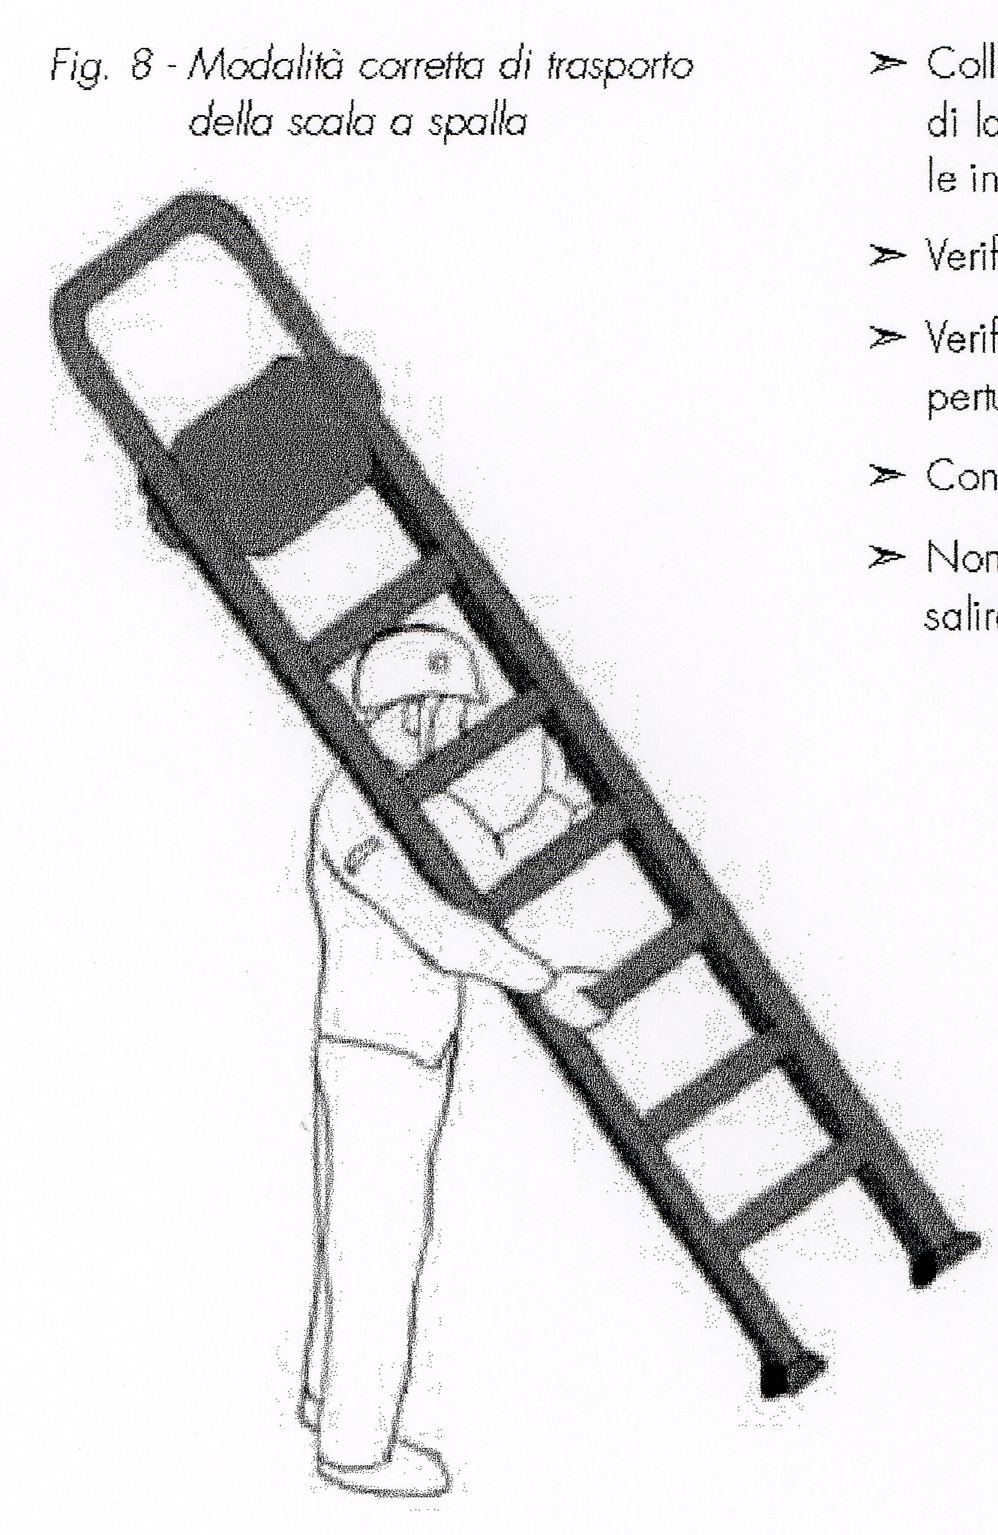 Fig. 8 - Modalità corretta di trasporto
della scala a spalla
➢ Coll
di la
le in
➢ Verif
➢ Verif
pertu
➢ Con
➢ Non
salire